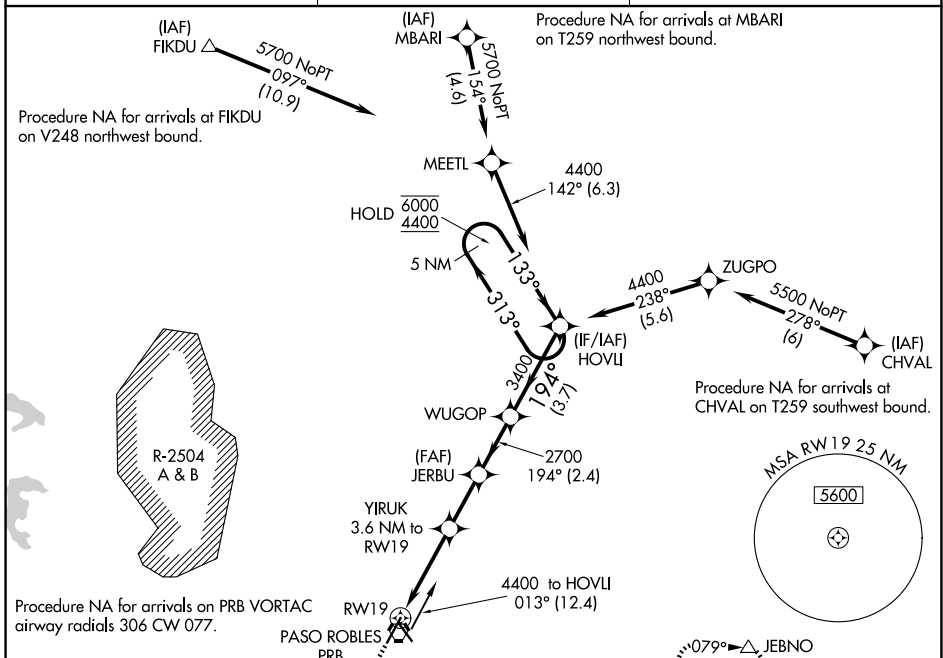 (IAF)
FIKDU
5700 NoPT
097°
(10.9)
Procedure NA for arrivals at FIKDU
on V248 northwest bound.
(IAF)
MBARI
Procedure NA for arrivals at MBARI
on T259 northwest bound.
5700 NoPT
154°
(4.6)
MEETL
4400
142° (6.3)
HOLD 6000
4400
5 NM
133°
313°
ZUGPO
4400
238°
(5.6)
5500 NoPT
278°
(6)
(IAF)
CHVAL
(IF/IAF)
HOVLI
Procedure NA for arrivals at
CHVAL on T259 southwest bound.
3400
194°
(3.7)
WUGOP
(FAF)
JERBU
2700
194° (2.4)
YIRUK
3.6 NM to
RW19
R-2504
A & B
MSA RW19 25 NM
5600
Procedure NA for arrivals on PRB VORTAC
airway radials 306 CW 077.
RW19
PASO ROBLES
PRB
4400 to HOVLI
013° (12.4)
079°
JEBNO